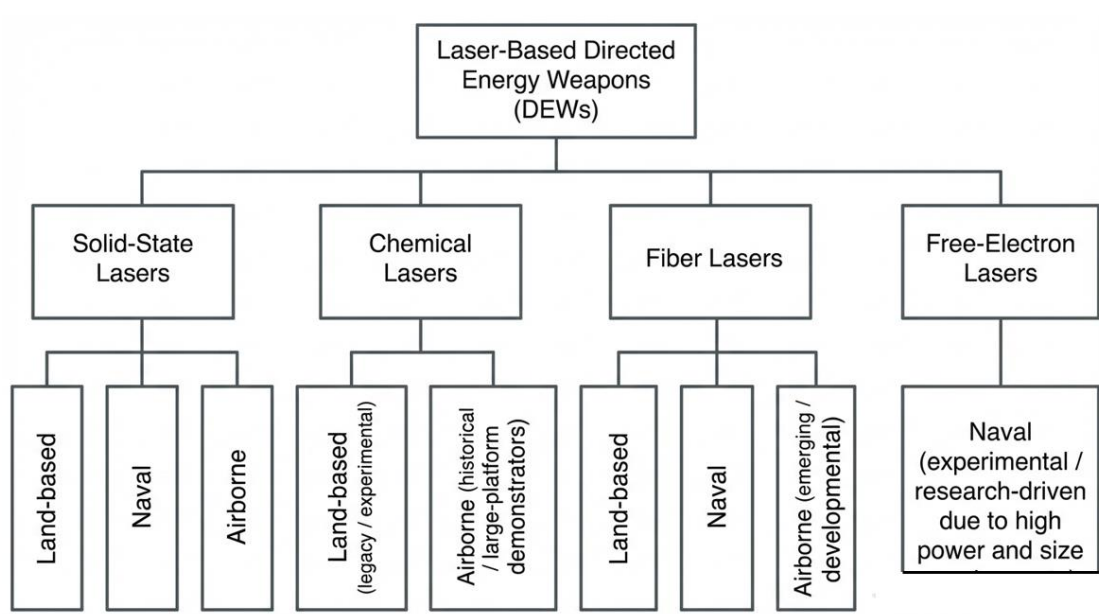 Laser-Based Directed
Energy Weapons
(DEWs)
Solid-State
Lasers
Chemical
Lasers
Fiber Lasers
Free-Electron
Lasers
Land-based
Naval
Airborne
Land-based
(legacy / experimental)
Airborne (historical
/ large-platform
demonstrators)
Land-based
Naval
Airborne (emerging /
developmental)
Naval
(experimental /
research-driven
due to high
power and size